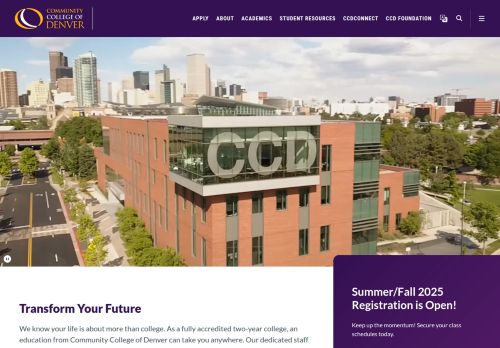 COMMUNITY
COLLEGE OF
DENVER
APPLY ABOUT ACADEMICS STUDENT RESOURCES CCDCONNECT CCD FOUNDATION
CCD
Transform Your Future
We know your life is about more than college. As a fully accredited two-year college, an
education from Community College of Denver can take you anywhere. Our dedicated staff
Summer/Fall 2025
Registration is Open!
Keep up the momentum! Secure your class
schedules today.